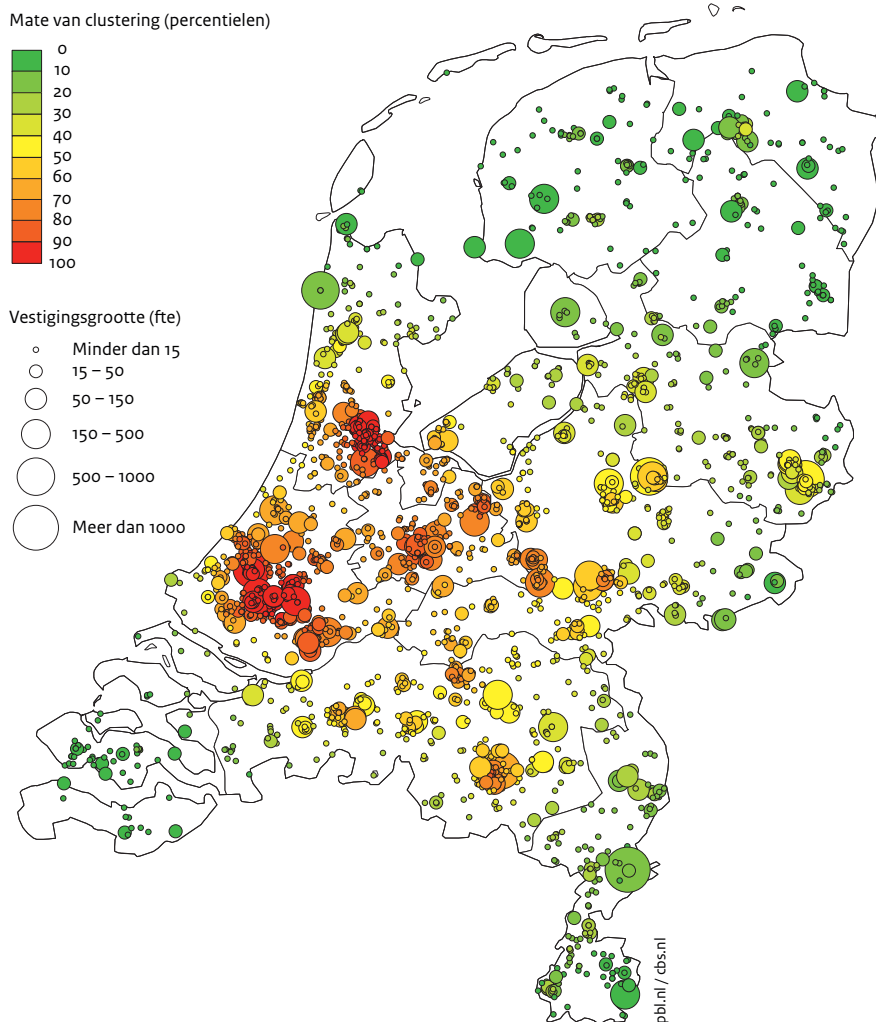 Mate van clustering (percentielen)
0
10
20
30
40
50
60
70
80
90
100
Vestigingsgrootte (fte)
Minder dan 15
15 – 50
50 – 150
150 – 500
500 – 1000
Meer dan 1000
pbl.nl / cbs.nl